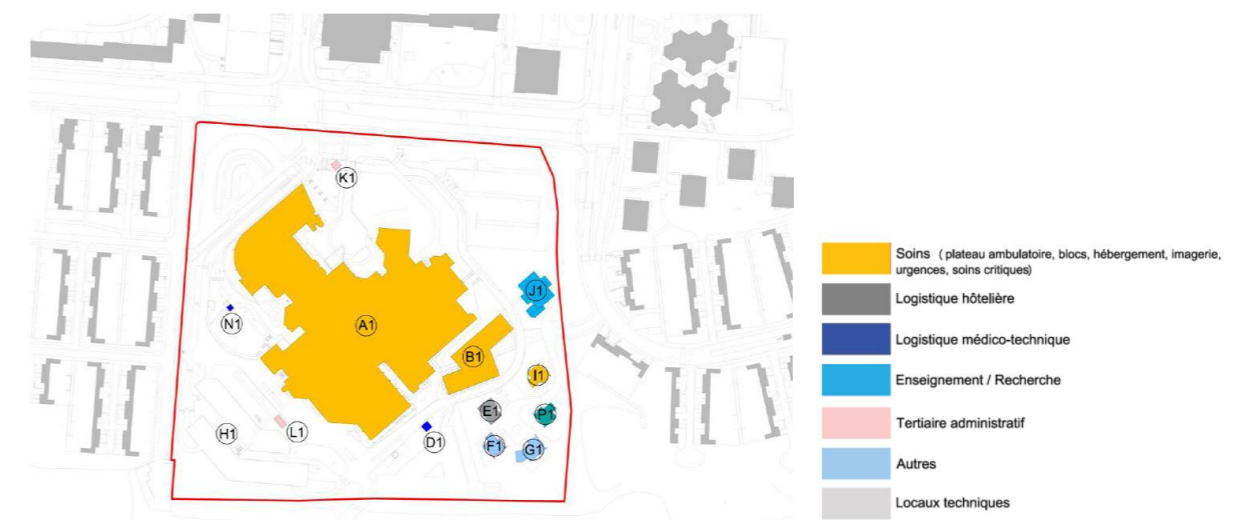 K1
J1
N1
A1
B1
I1
E1
P1
H1
L1
D1
F1
G1
Soins ( plateau ambulatoire, blocs, hébergement, imagerie,
urgences, soins critiques)
Logistique hôtelière
Logistique médico-technique
Enseignement / Recherche
Tertiaire administratif
Autres
Locaux techniques